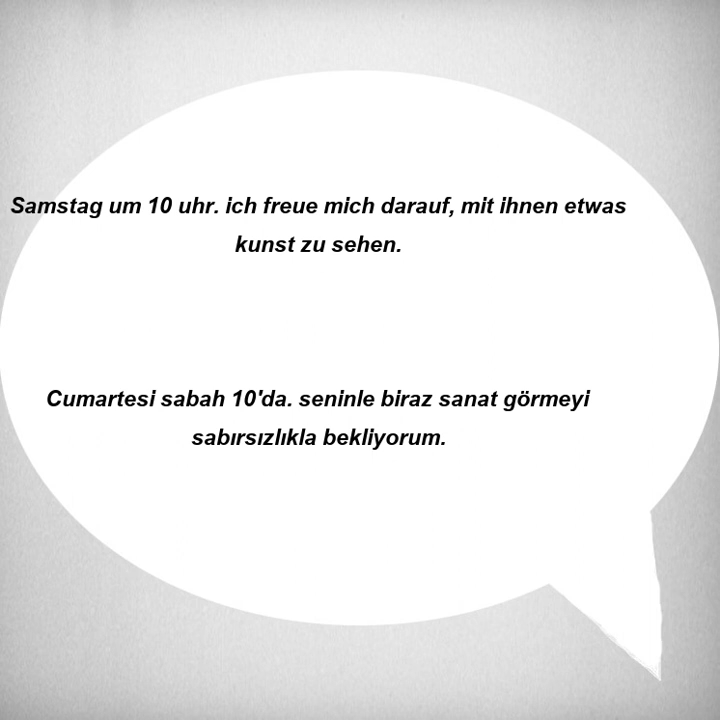 Samstag um 10 uhr. ich freue mich darauf, mit ihnen etwas
kunst zu sehen.
Cumartesi sabah 10'da. seninle biraz sanat görmeyi
sabırsızlıkla bekliyorum.